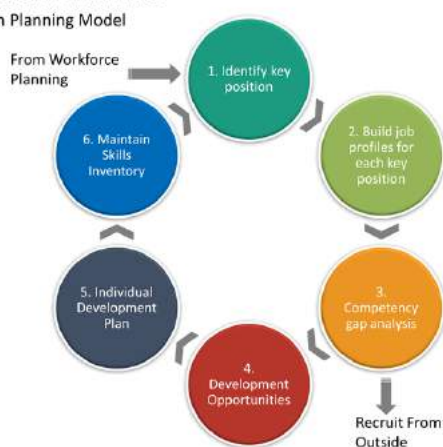 n Planning Model
From Workforce
Planning
1. Identify key
position
2. Build job
profiles for
each key
position
3.
Competency
gap analysis
Recruit From
Outside
4.
Development
Opportunities
5. Individual
Development
Plan
6. Maintain
Skills
Inventory